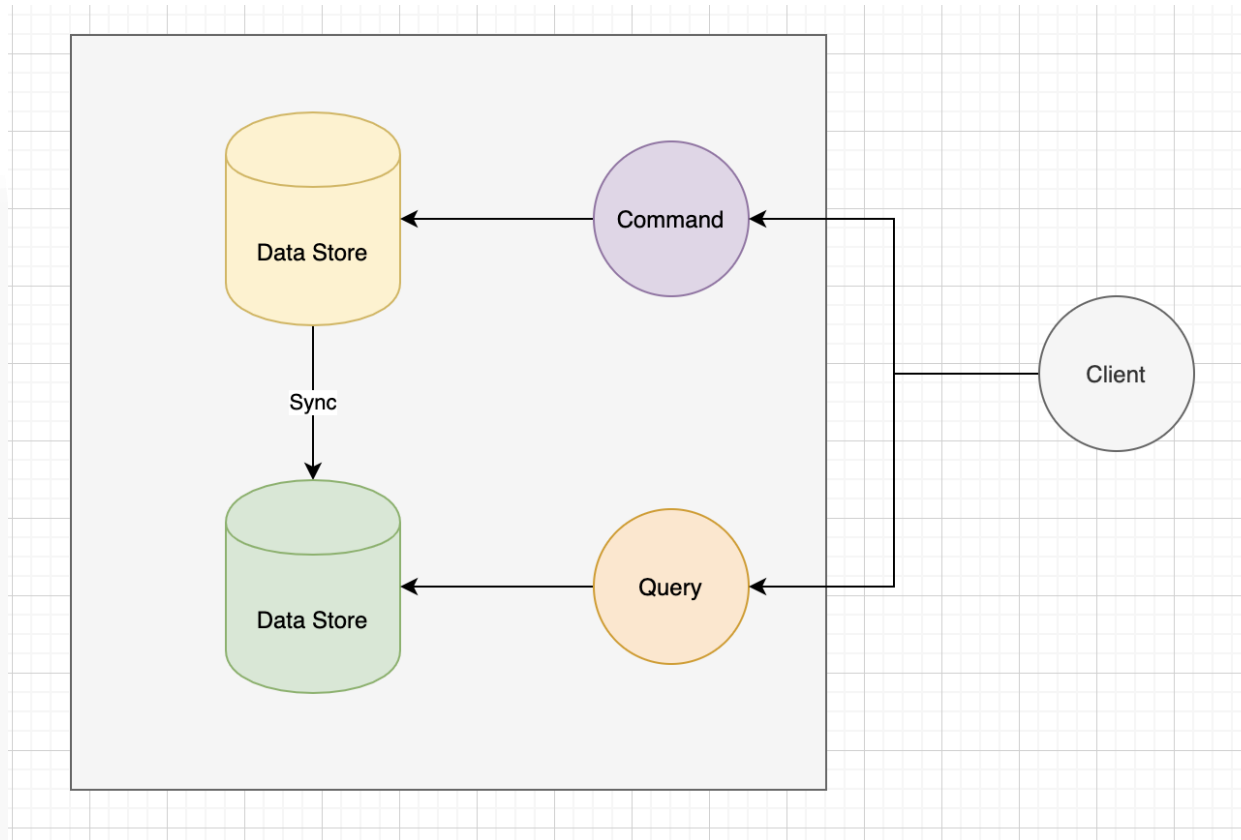 Data Store
Command
Sync
Client
Data Store
Query